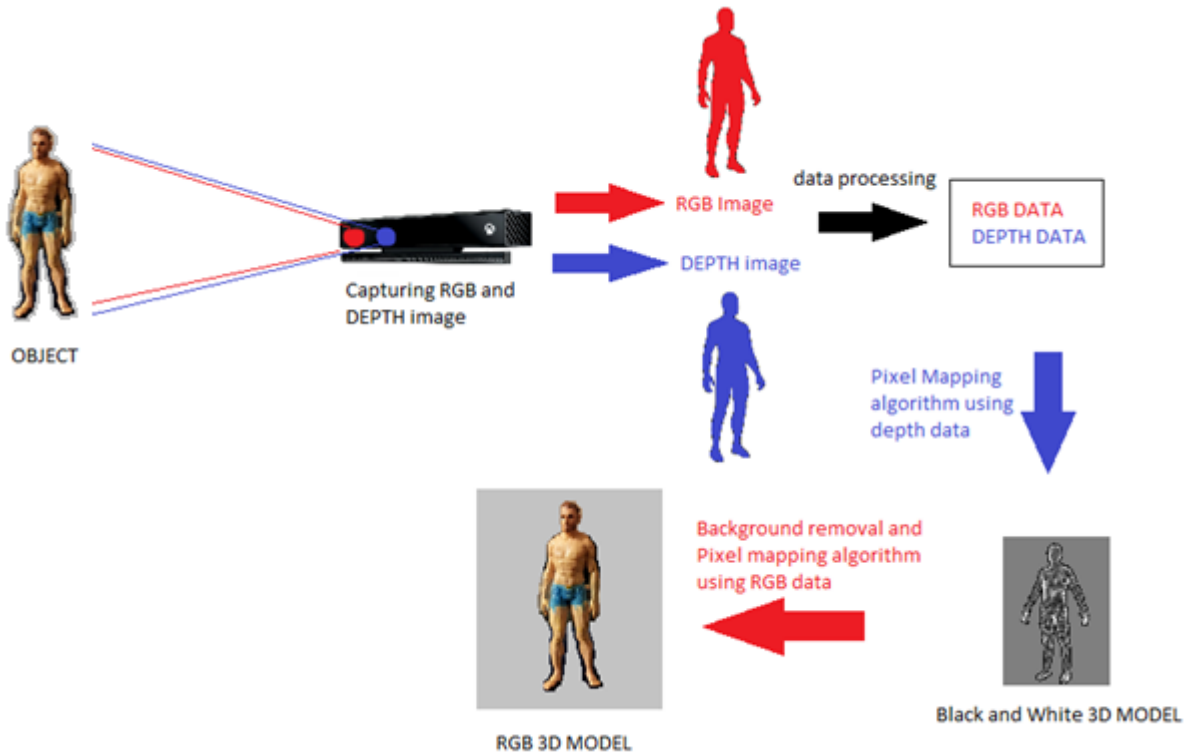 OBJECT
Capturing RGB and
DEPTH image
RGB Image
DEPTH image
data processing
RGB DATA
DEPTH DATA
Pixel Mapping
algorithm using
depth data
Black and White 3D MODEL
Background removal and
Pixel mapping algorithm
using RGB data
RGB 3D MODEL